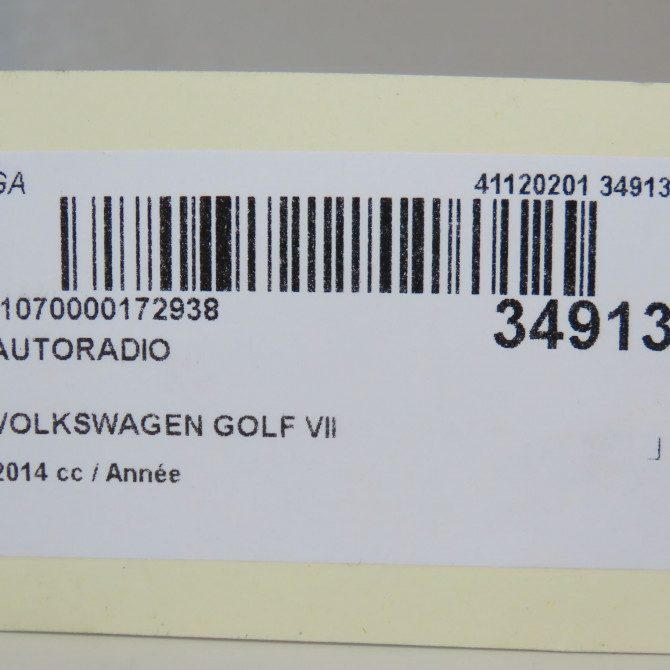 GA 41120201 34913
1070000172938 34913
AUTORADIO
VOLKSWAGEN GOLF VII
2014 cc / Année